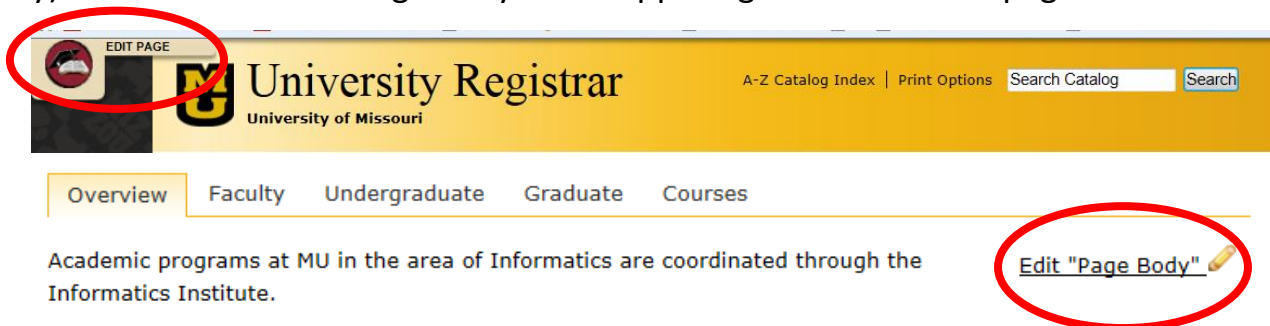 EDIT PAGE
University Registrar
University of Missouri
A-Z Catalog Index | Print Options
Search Catalog
Search
Overview Faculty Undergraduate Graduate Courses
Academic programs at MU in the area of Informatics are coordinated through the
Informatics Institute.
Edit "Page Body"